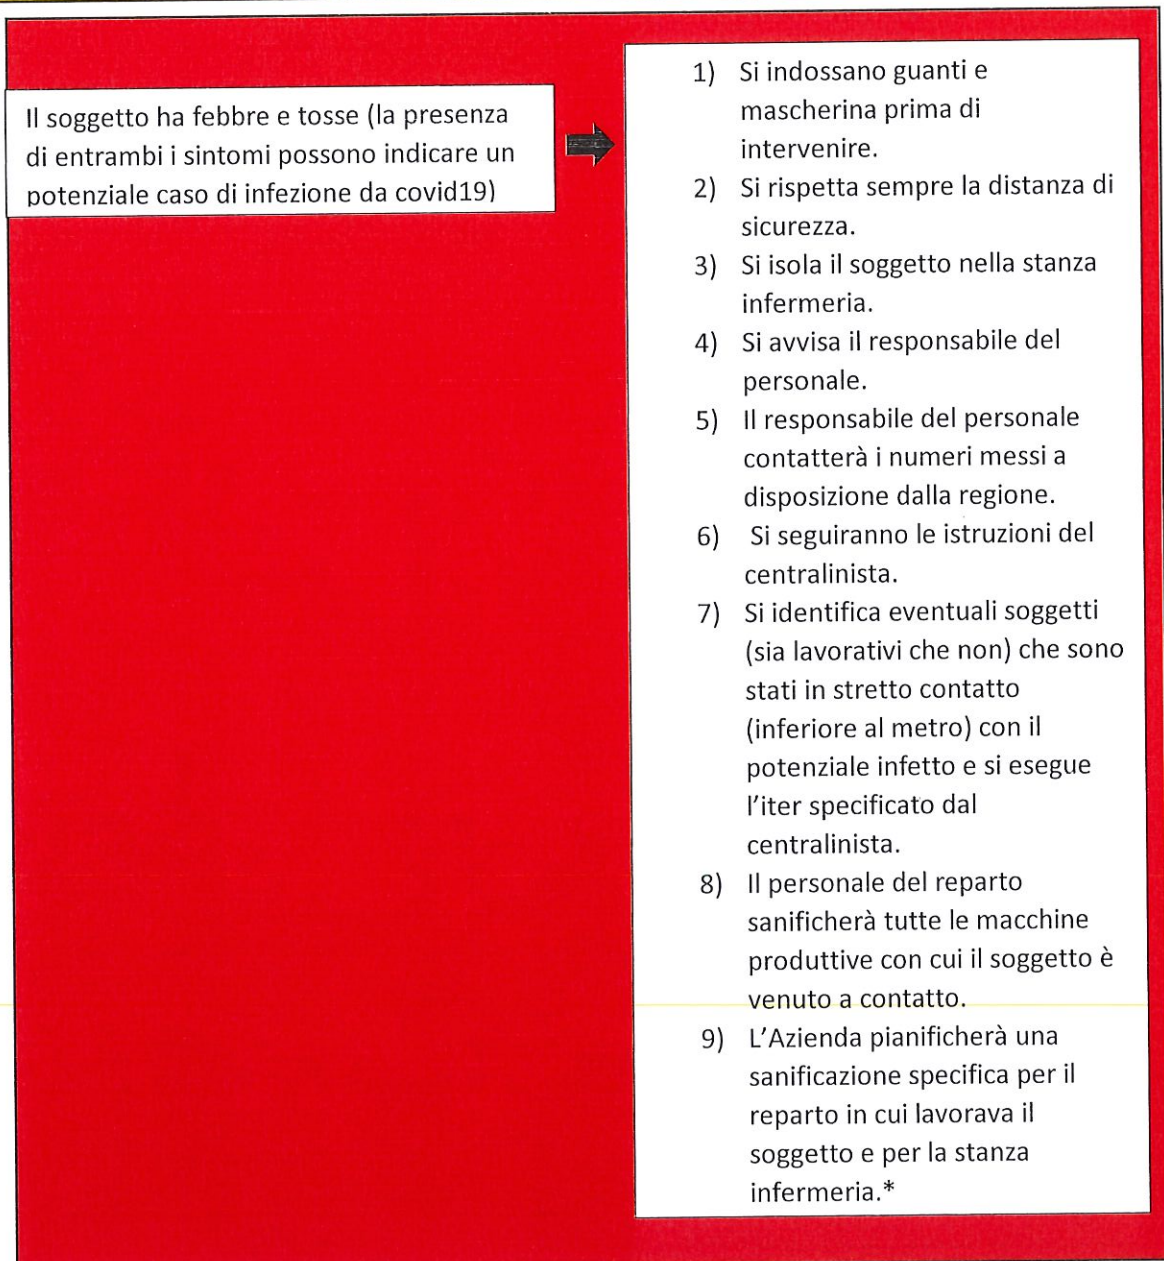 Il soggetto ha febbre e tosse (la presenza
di entrambi i sintomi possono indicare un
potenziale caso di infezione da covid19)
1) Si indossano guanti e
mascherina prima di
intervenire.
2) Si rispetta sempre la distanza di
sicurezza.
3) Si isola il soggetto nella stanza
infermeria.
4) Si avvisa il responsabile del
personale.
5) Il responsabile del personale
contatterà i numeri messi a
disposizione dalla regione.
6) Si seguiranno le istruzioni del
centralinista.
7) Si identifica eventuali soggetti
(sia lavorativi che non) che sono
stati in stretto contatto
(inferiore al metro) con il
potenziale infetto e si esegue
l'iter specificato dal
centralinista.
8) Il personale del reparto
sanificherà tutte le macchine
produttive con cui il soggetto è
venuto a contatto.
9) L'Azienda pianificherà una
sanificazione specifica per il
reparto in cui lavorava il
soggetto e per la stanza
infermeria.*